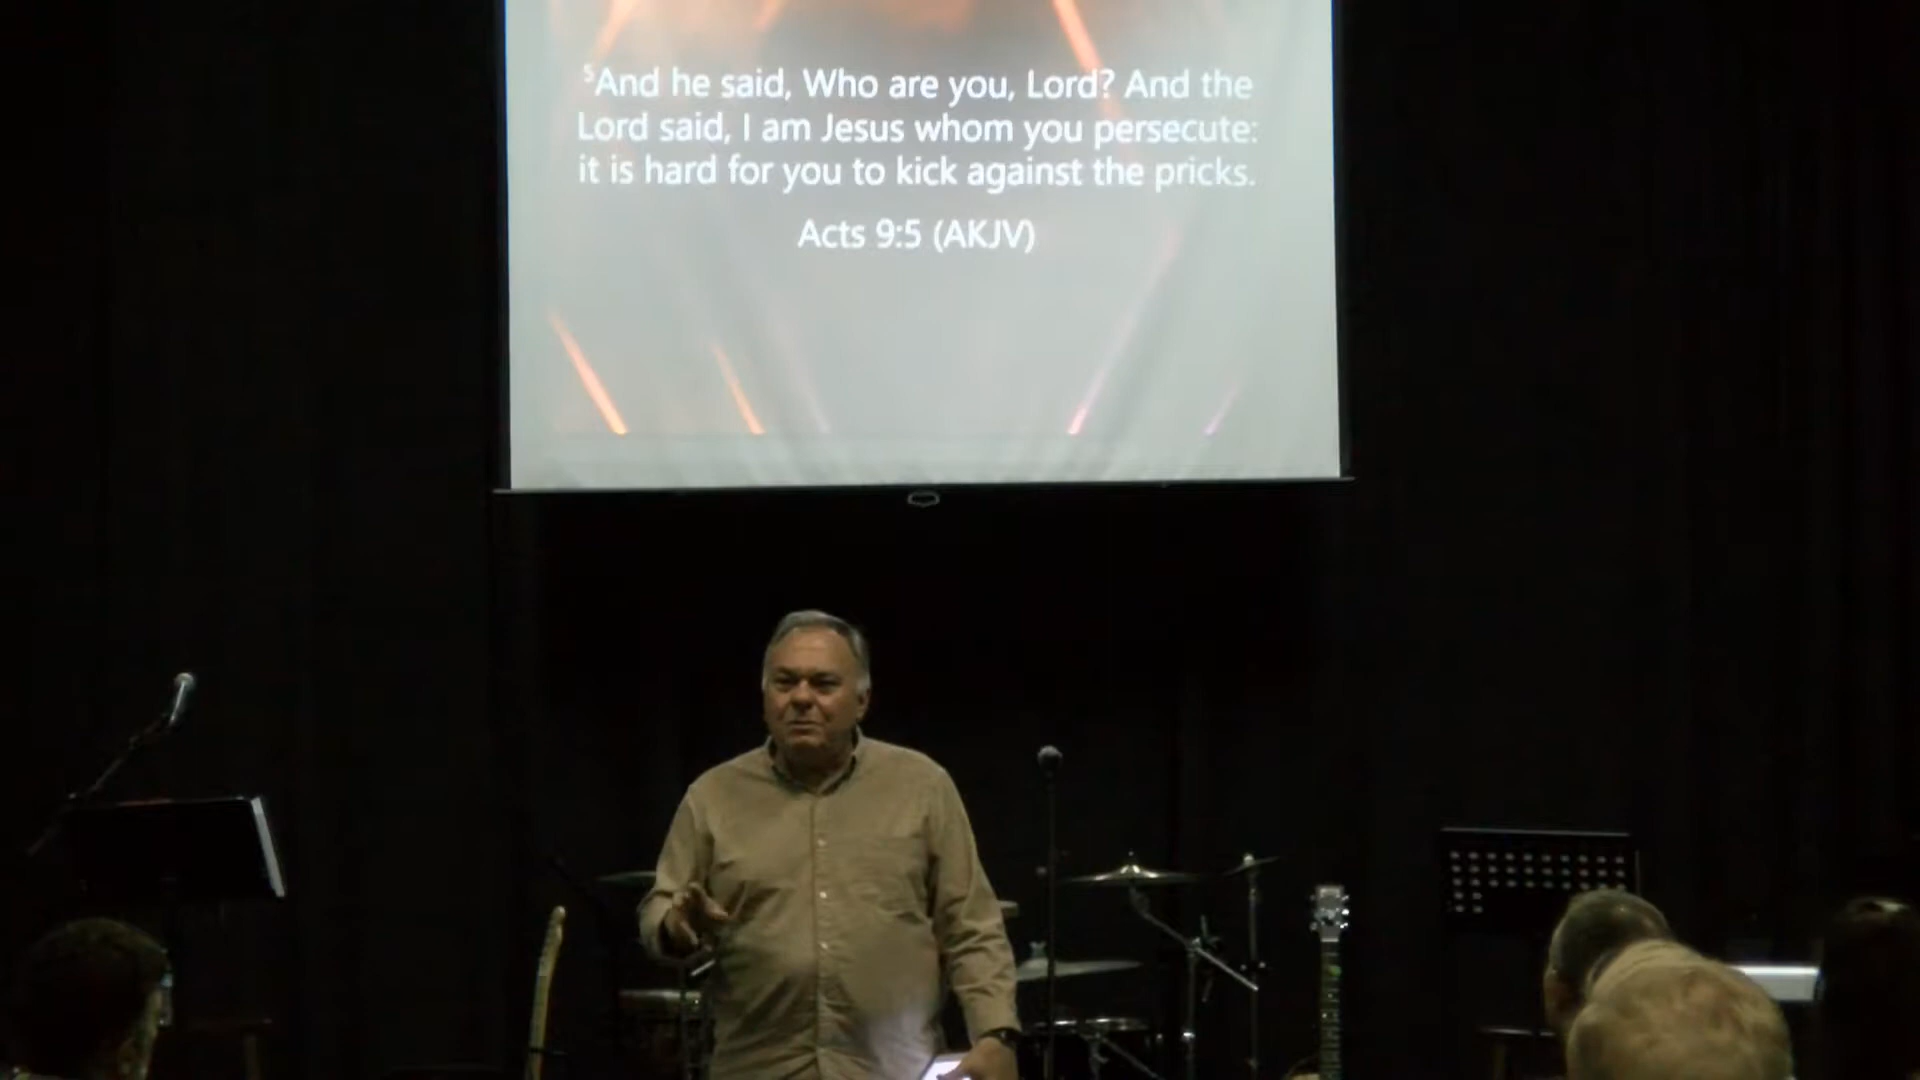 ⁵And he said, Who are you, Lord? And the
Lord said, I am Jesus whom you persecute:
it is hard for you to kick against the pricks.
Acts 9:5 (AKJV)